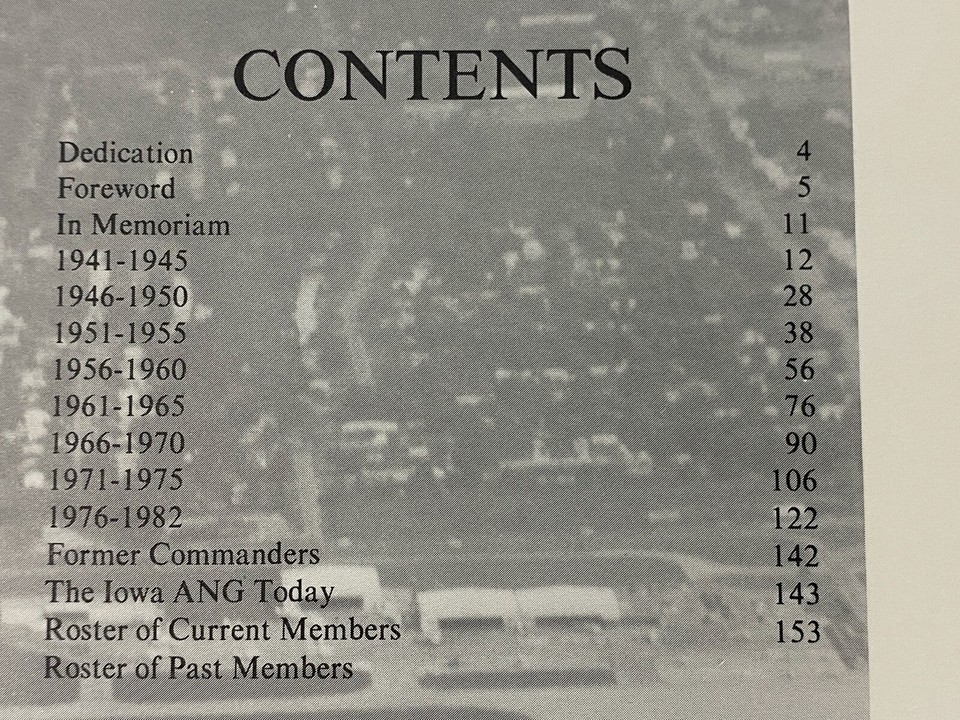 CONTENTS
Dedication 4
Foreword 5
In Memoriam 11
1941-1945 12
1946-1950 28
1951-1955 38
1956-1960 56
1961-1965 76
1966-1970 90
1971-1975 106
1976-1982 122
Former Commanders 142
The Iowa ANG Today 143
Roster of Current Members 153
Roster of Past Members